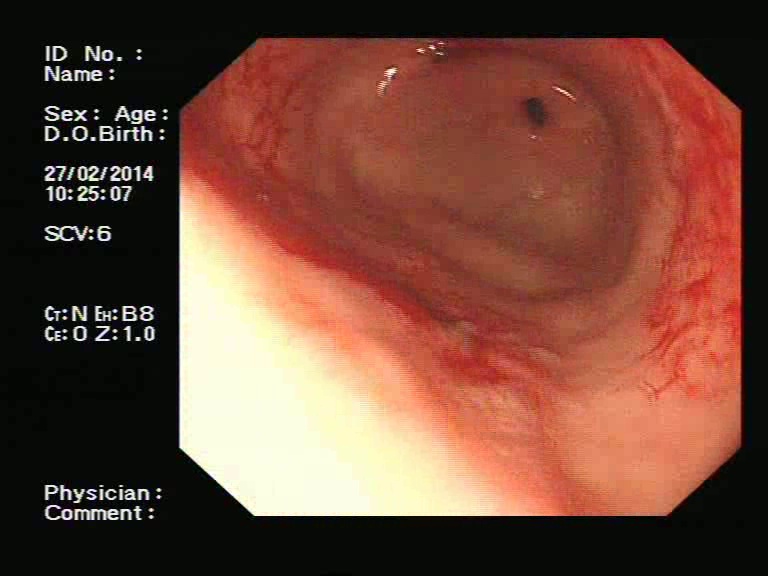 ID No. :
Name :
Sex : Age :
D.O.Birth :
27/02/2014
10:25:07
SCV:6
CT:N EH:B8
CE:0 Z:1.0
Physician :
Comment :